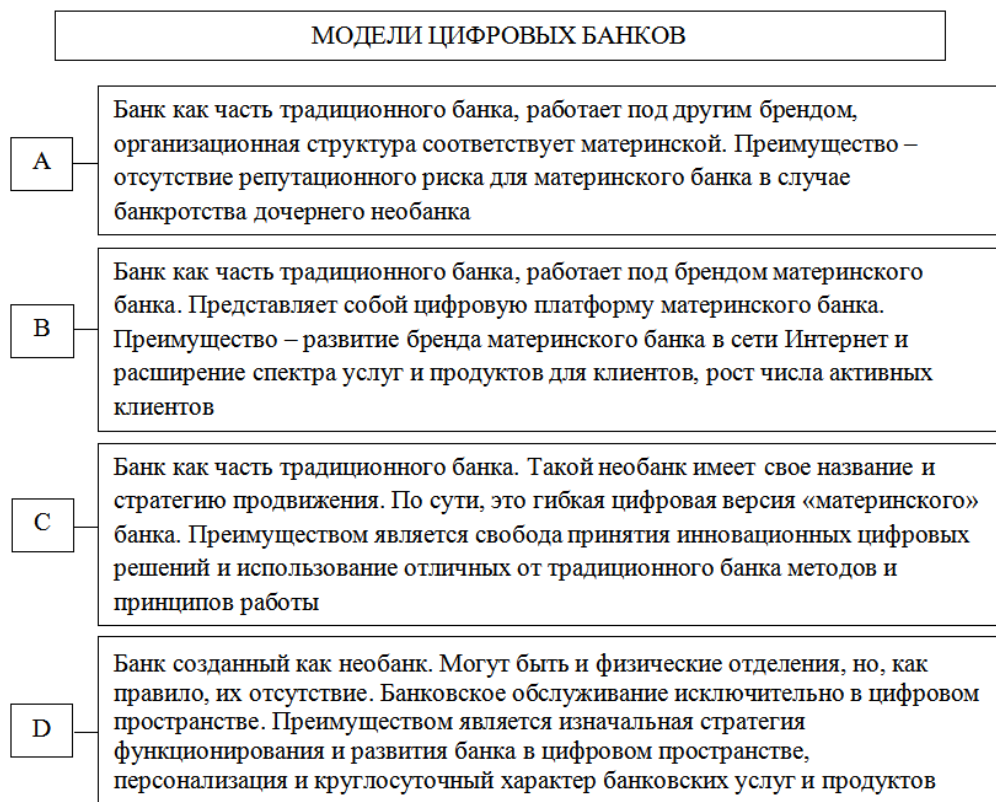 МОДЕЛИ ЦИФРОВЫХ БАНКОВ
A
Банк как часть традиционного банка, работает под другим брендом,
организационная структура соответствует материнской. Преимущество –
отсутствие репутационного риска для материнского банка в случае
банкротства дочернего необанка
B
Банк как часть традиционного банка, работает под брендом материнского
банка. Представляет собой цифровую платформу материнского банка.
Преимущество – развитие бренда материнского банка в сети Интернет и
расширение спектра услуг и продуктов для клиентов, рост числа активных
клиентов
C
Банк как часть традиционного банка. Такой необанк имеет свое название и
стратегию продвижения. По сути, это гибкая цифровая версия «материнского»
банка. Преимуществом является свобода принятия инновационных цифровых
решений и использование отличных от традиционного банка методов и
принципов работы
D
Банк созданный как необанк. Могут быть и физические отделения, но, как
правило, их отсутствие. Банковское обслуживание исключительно в цифровом
пространстве. Преимуществом является изначальная стратегия
функционирования и развития банка в цифровом пространстве,
персонализация и круглосуточный характер банковских услуг и продуктов